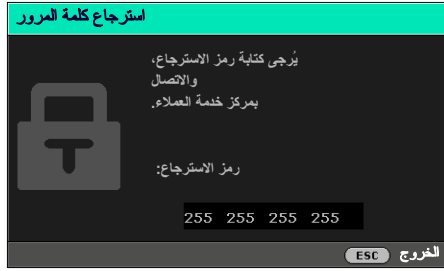 استرجاع كلمة المرور
يُرجى كتابة رمز الاسترجاع،
والاتصال
بمركز خدمة العملاء.
رمز الاسترجاع:
255 255 255 255
الخروج ESC